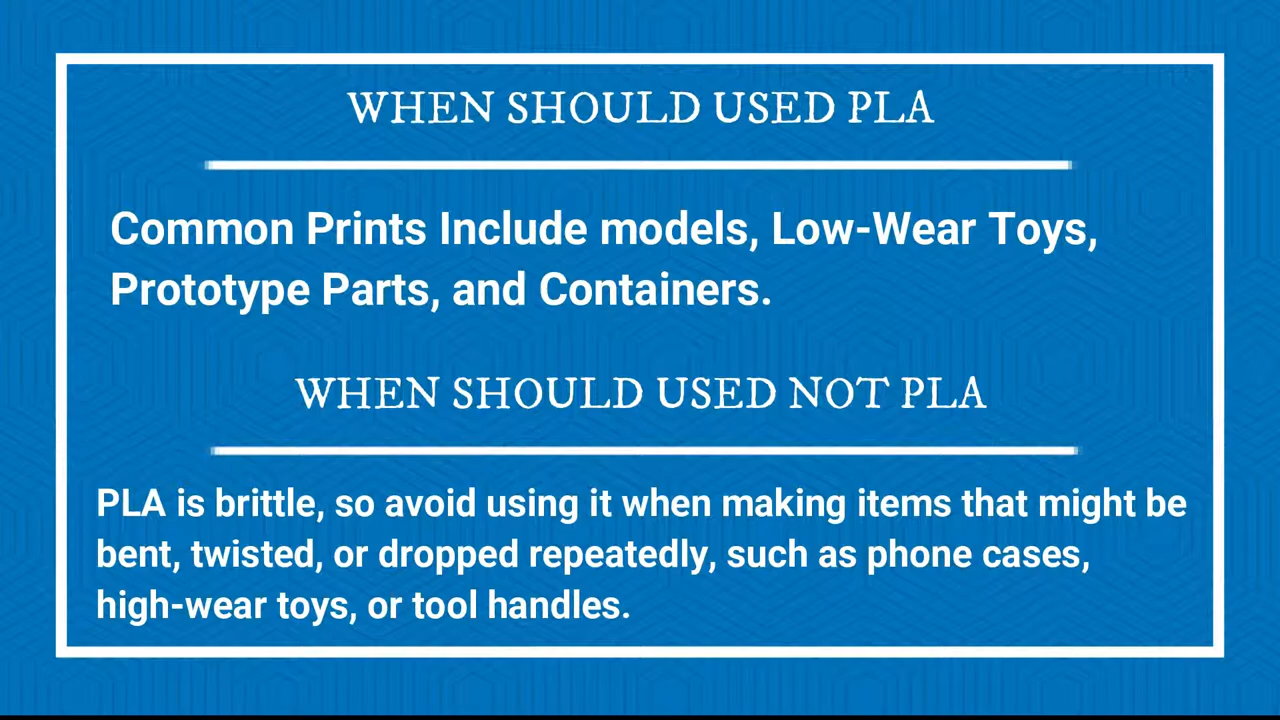 WHEN SHOULD USED PLA
Common Prints Include models, Low-Wear Toys,
Prototype Parts, and Containers.
WHEN SHOULD USED NOT PLA
PLA is brittle, so avoid using it when making items that might be
bent, twisted, or dropped repeatedly, such as phone cases,
high-wear toys, or tool handles.